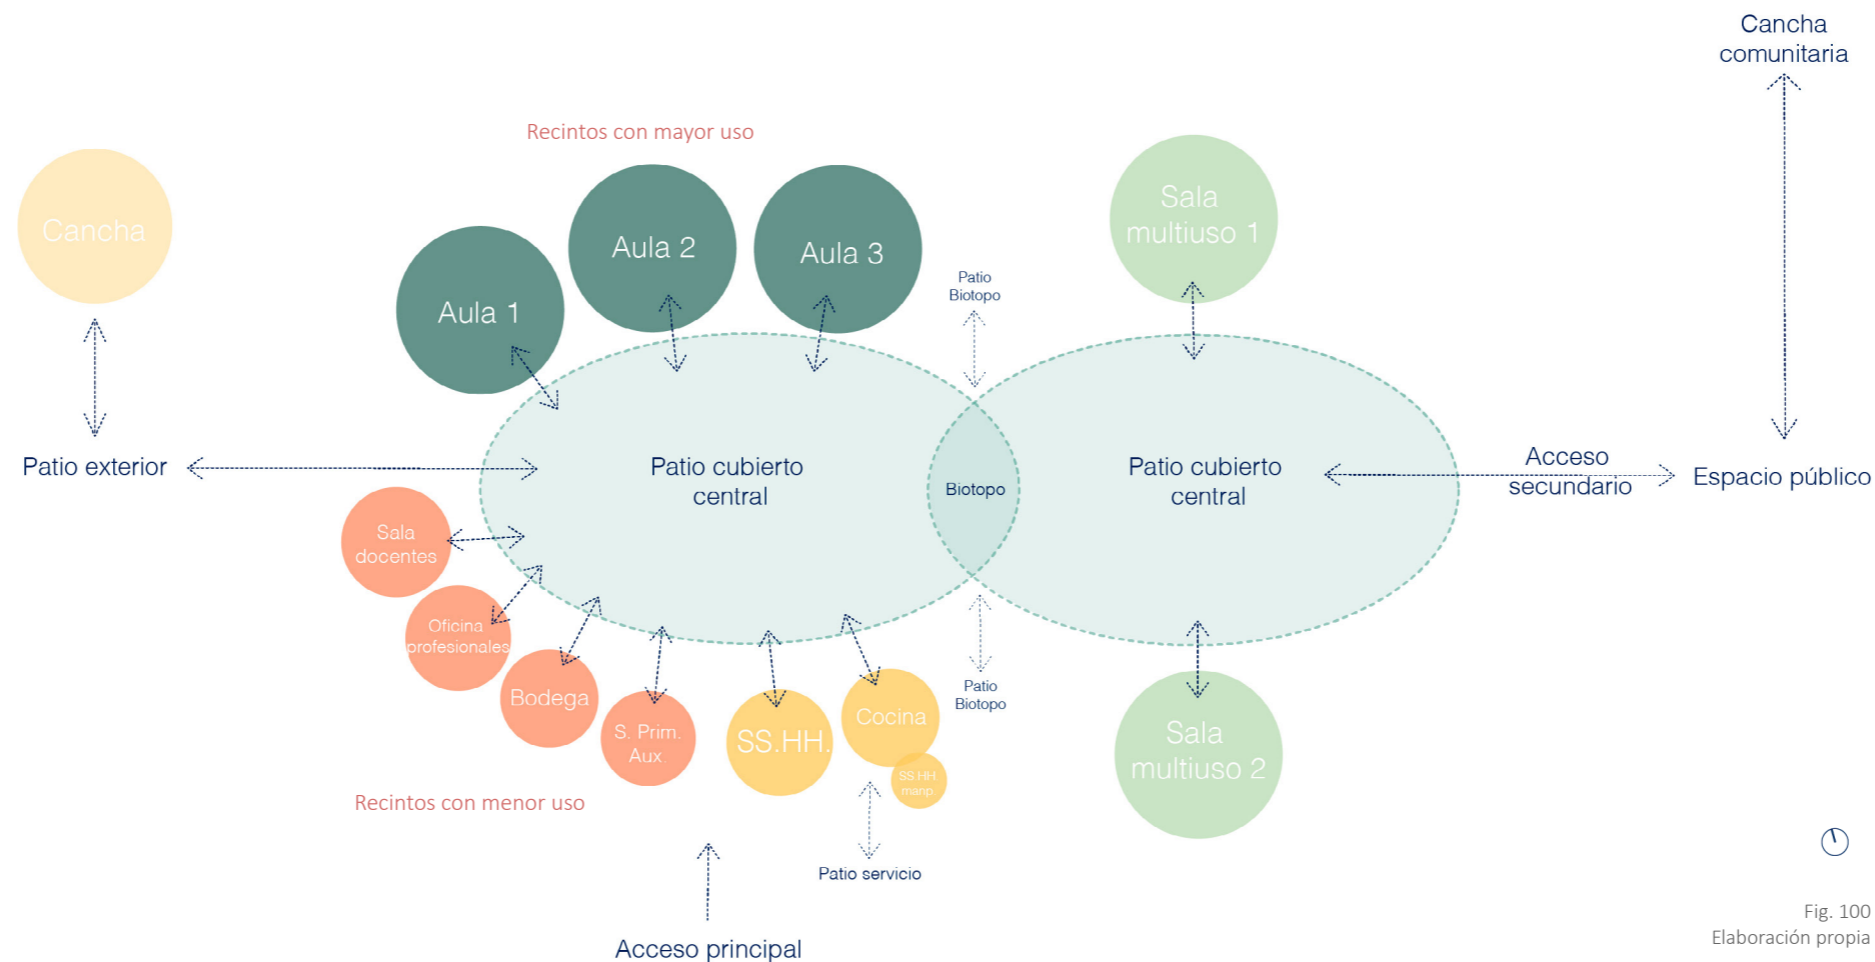 Cancha
comunitaria
Recintos con mayor uso
Cancha
Aula 1
Aula 2
Aula 3
Patio
Biotopo
Sala
multiuso 1
Patio exterior
Patio cubierto
central
Biotopo
Patio cubierto
central
Acceso
secundario
Espacio público
Sala
docentes
Oficina
profesionales
Bodega
S. Prim.
Aux.
SS.HH.
Cocina
SS.HH.
manp.
Patio
Biotopo
Sala
multiuso 2
Recintos con menor uso
Patio servicio
Acceso principal
Fig. 100
Elaboración propia